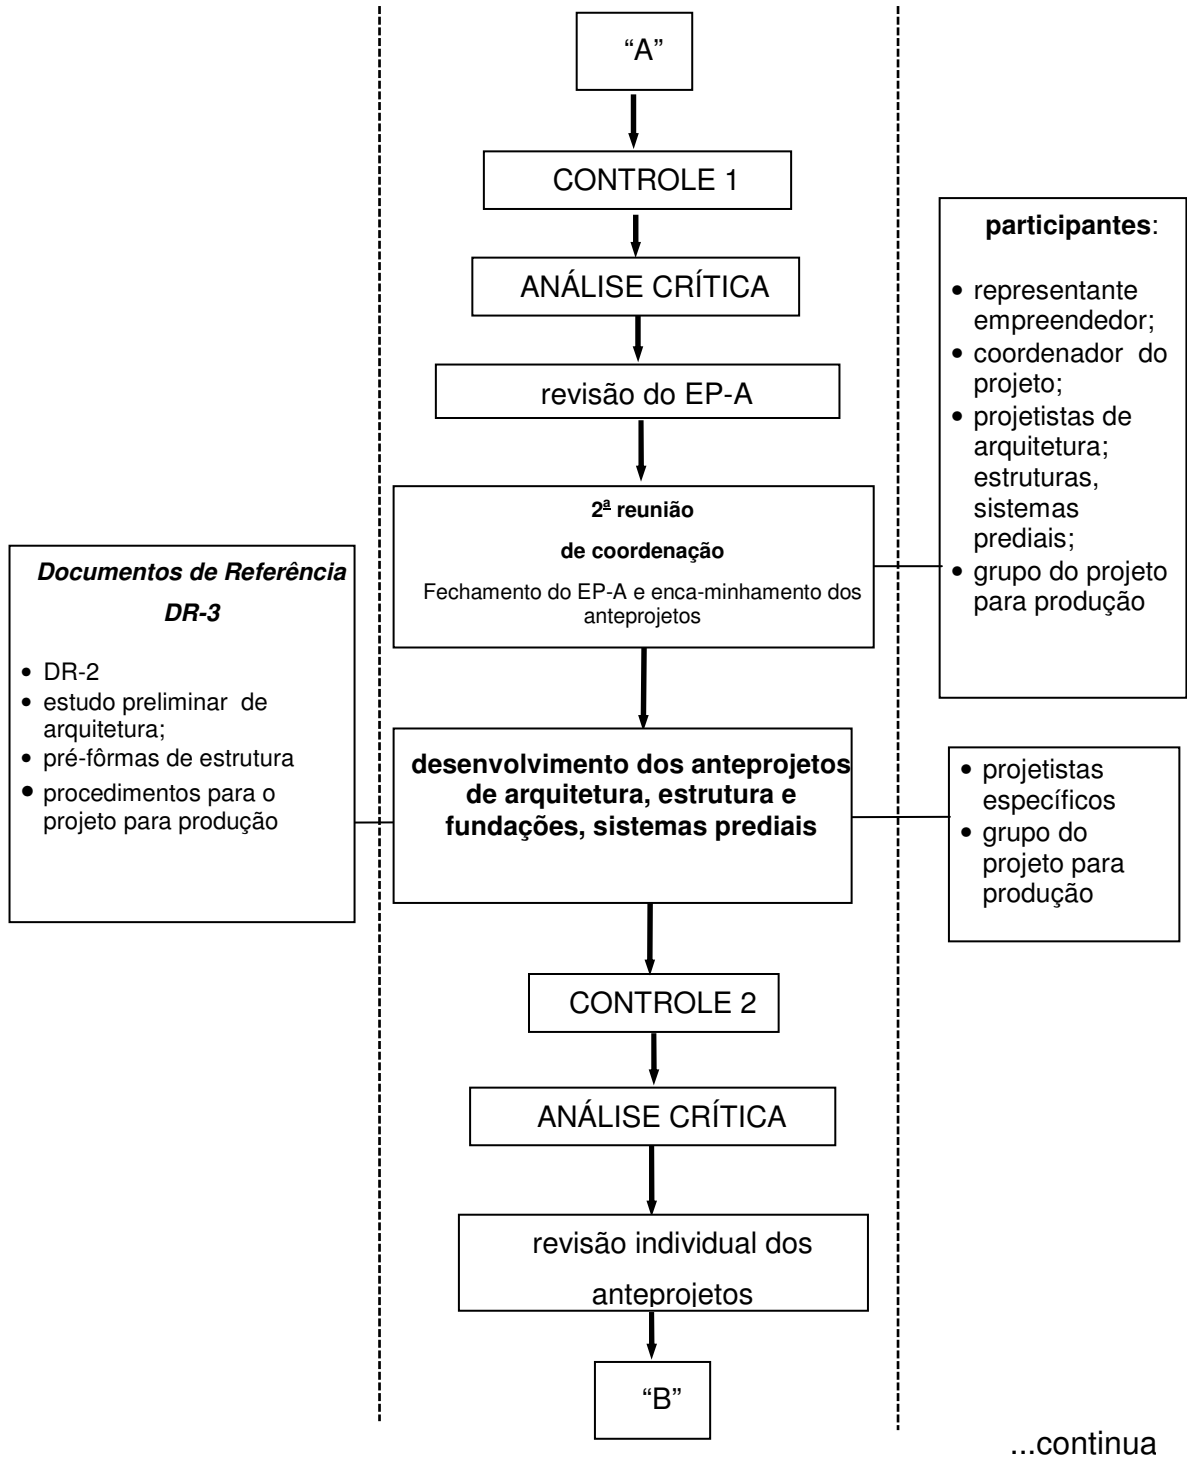 “A”
CONTROLE 1
ANÁLISE CRÍTICA
revisão do EP-A
2ª reunião
de coordenação
Fechamento do EP-A e enca-minhamento dos
anteprojetos
participantes:
• representante
empreendedor;
• coordenador do
projeto;
• projetistas de
arquitetura;
estruturas,
sistemas
prediais;
• grupo do projeto
para produção
Documentos de Referência
DR-3
• DR-2
• estudo preliminar de
arquitetura;
• pré-fôrmas de estrutura
• procedimentos para o
projeto para produção
desenvolvimento dos anteprojetos
de arquitetura, estrutura e
fundações, sistemas prediais
• projetistas
específicos
• grupo do
projeto para
produção
CONTROLE 2
ANÁLISE CRÍTICA
revisão individual dos
anteprojetos
“B”
...continua